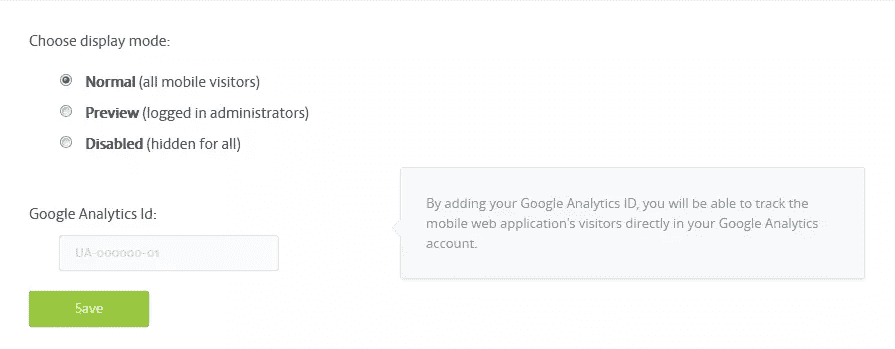 Choose display mode:
Normal (all mobile visitors)
Preview (logged in administrators)
Disabled (hidden for all)
Google Analytics Id:
UA-000000-01
By adding your Google Analytics ID, you will be able to track the
mobile web application's visitors directly in your Google Analytics
account.
Save